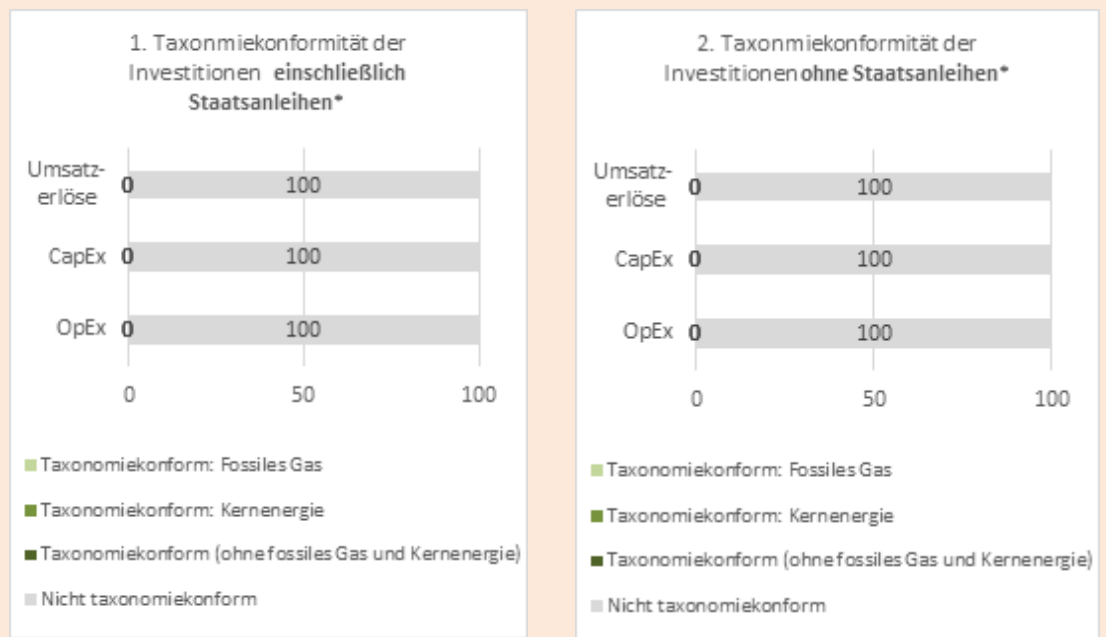 1. Taxonmiekonformität der
Investitionen einschließlich
Staatsanleihen*
Umsatz-
erlöse
0
100
CapEx
0
100
OpEx
0
100
0
50
100
Taxonomiekonform: Fossiles Gas
Taxonomiekonform: Kernenergie
Taxonomiekonform (ohne fossiles Gas und Kernenergie)
Nicht taxonomiekonform
2. Taxonmiekonformität der
Investitionen ohne Staatsanleihen*
Umsatz-
erlöse
0
100
CapEx
0
100
OpEx
0
100
0
50
100
Taxonomiekonform: Fossiles Gas
Taxonomiekonform: Kernenergie
Taxonomiekonform (ohne fossiles Gas und Kernenergie)
Nicht taxonomiekonform